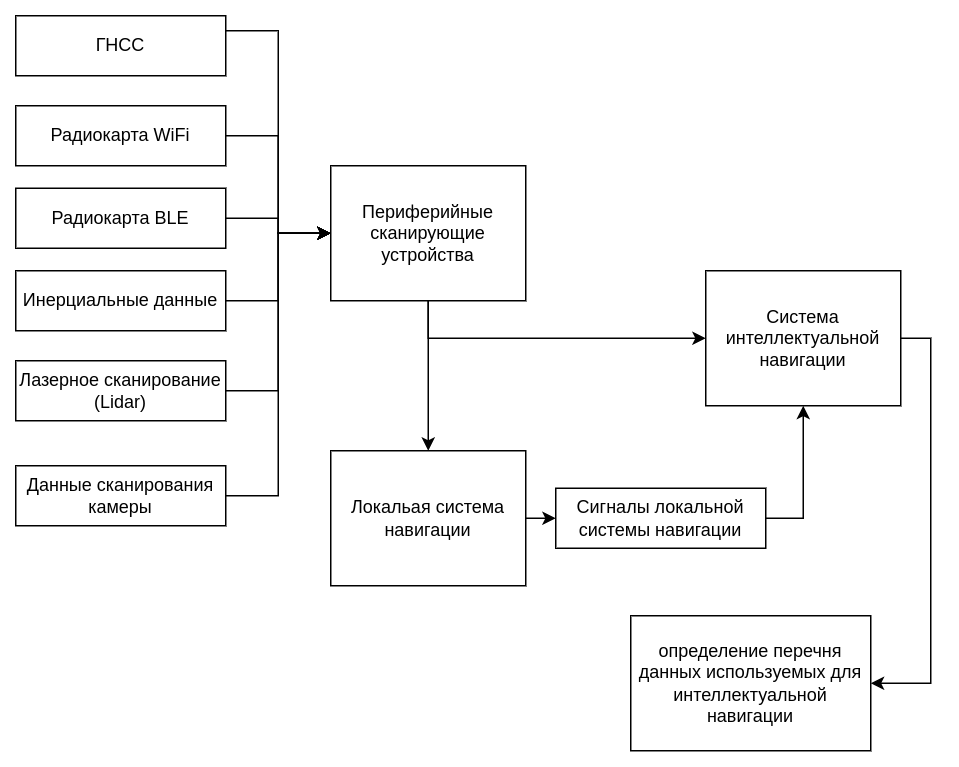 ГНСС
Радиокарта WiFi
Радиокарта BLE
Инерциальные данные
Лазерное сканирование
(Lidar)
Данные сканирования
камеры
Периферийные
сканирующие
устройства
Система
интеллектуальной
навигации
Локальая система
навигации
Сигналы локальной
системы навигации
определение перечня
данных используемых для
интеллектуальной
навигации